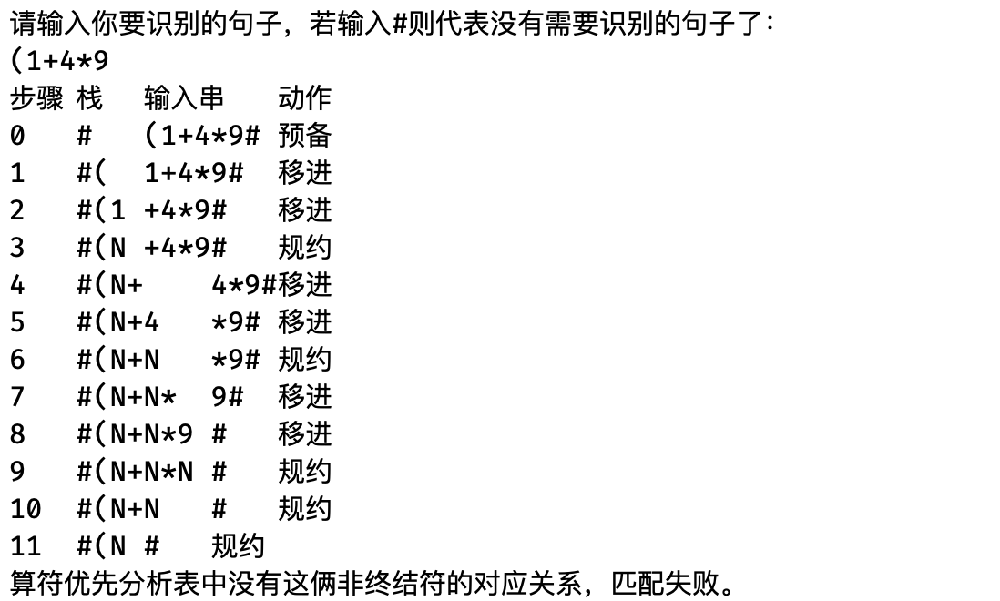 请输入你要识别的句子，若输入#则代表没有需要识别的句子了：
(1+4*9
步骤 栈 输入串 动作
0 # (1+4*9# 预备
1 #( 1+4*9# 移进
2 #(1 +4*9# 移进
3 #(N +4*9# 规约
4 #(N+ 4*9#移进
5 #(N+4 *9# 移进
6 #(N+N *9# 规约
7 #(N+N* 9# 移进
8 #(N+N*9 # 移进
9 #(N+N*N # 规约
10 #(N+N # 规约
11 #(N # 规约
算符优先分析表中没有这俩非终结符的对应关系，匹配失败。